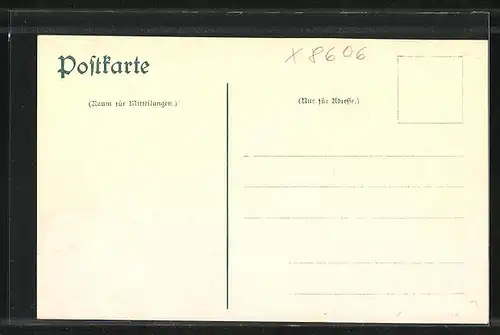 Postkarte
x 8606
(Raum für Mitteilungen.)
(Nur für Adresse.)